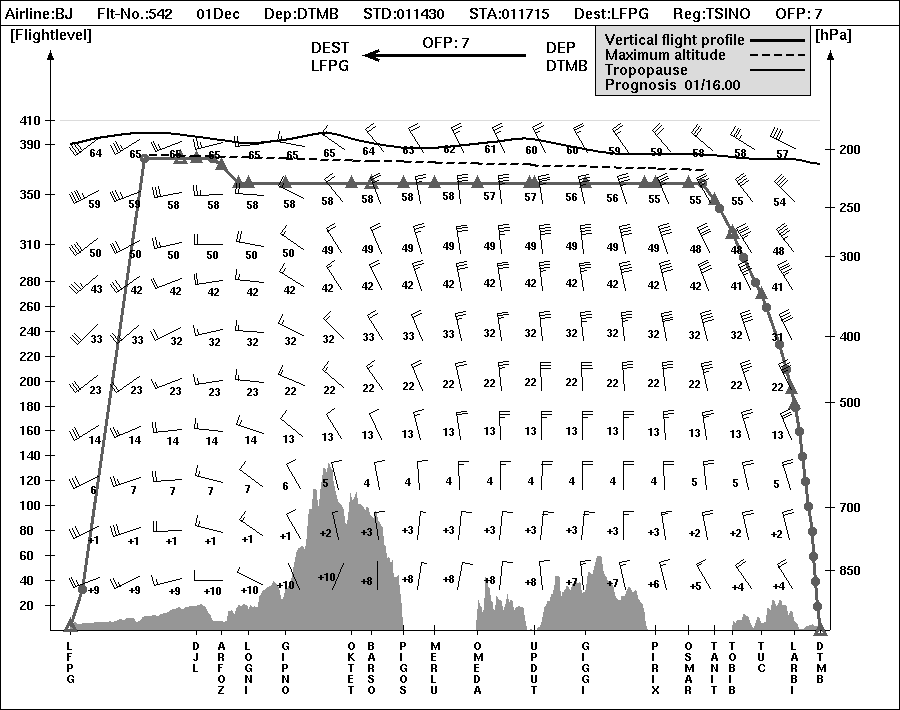 Airline:BJ Flt-No.:542 01Dec Dep:DTMB STD:011430 STA:011715 Dest:LFPG Reg:TSINO OFP: 7
[Flightlevel] [hPa]
DEST OFP: 7 DEP
LFPG DTMB
Vertical flight profile
Maximum altitude
Tropopause
Prognosis 01/16.00
410
390 64 65 65 65 65 65 65 64 63 62 61 60 60 59 59 58 58 57 200
350 59 59 58 58 58 58 58 58 58 58 57 57 56 56 55 55 55 54 250
310 50 50 50 50 50 50 49 49 49 49 49 49 49 49 49 48 48 48 300
280 43 42 42 42 42 42 42 42 42 42 42 42 42 42 42 42 41 41
260
240 33 33 32 32 32 32 32 33 33 33 32 32 32 32 32 32 32 31 400
220
200 23 23 23 23 23 22 22 22 22 22 22 22 22 22 22 22 22 22
180 500
160 14 14 14 14 14 13 13 13 13 13 13 13 13 13 13 13 13 13
140
120 6 7 7 7 7 6 5 4 4 4 4 4 4 4 4 5 5 5
100 700
80 +1 +1 +1 +1 +1 +1 +2 +3 +3 +3 +3 +3 +3 +3 +3 +2 +2 +2
60
40 +9 +9 +9 +10 +10 +10 +10 +8 +8 +8 +8 +8 +7 +7 +6 +5 +4 +4 850
20
LFPG DJL ARFOZ LOGNI GIPNO OKTET BARSO PIGOS MERLU OMEDA UPDUT GIGGI PIRIX OSMAR TANIT TOBIB TUC LARBI DTMB